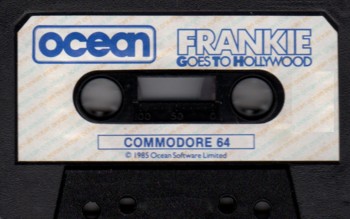 ocean
FRANKIE
GOES TO HOLLYWOOD
COMMODORE 64
© 1985 Ocean Software Limited